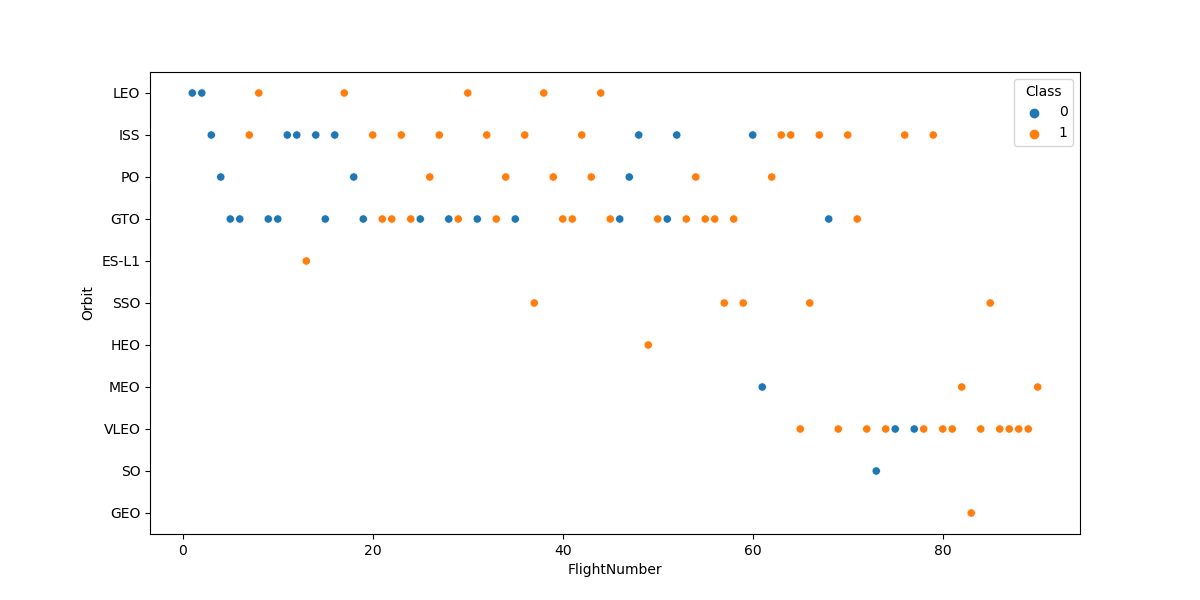 LEO
ISS
PO
GTO
ES-L1
SSO
HEO
MEO
VLEO
SO
GEO
Orbit
0 20 40 60 80
FlightNumber
Class
0
1